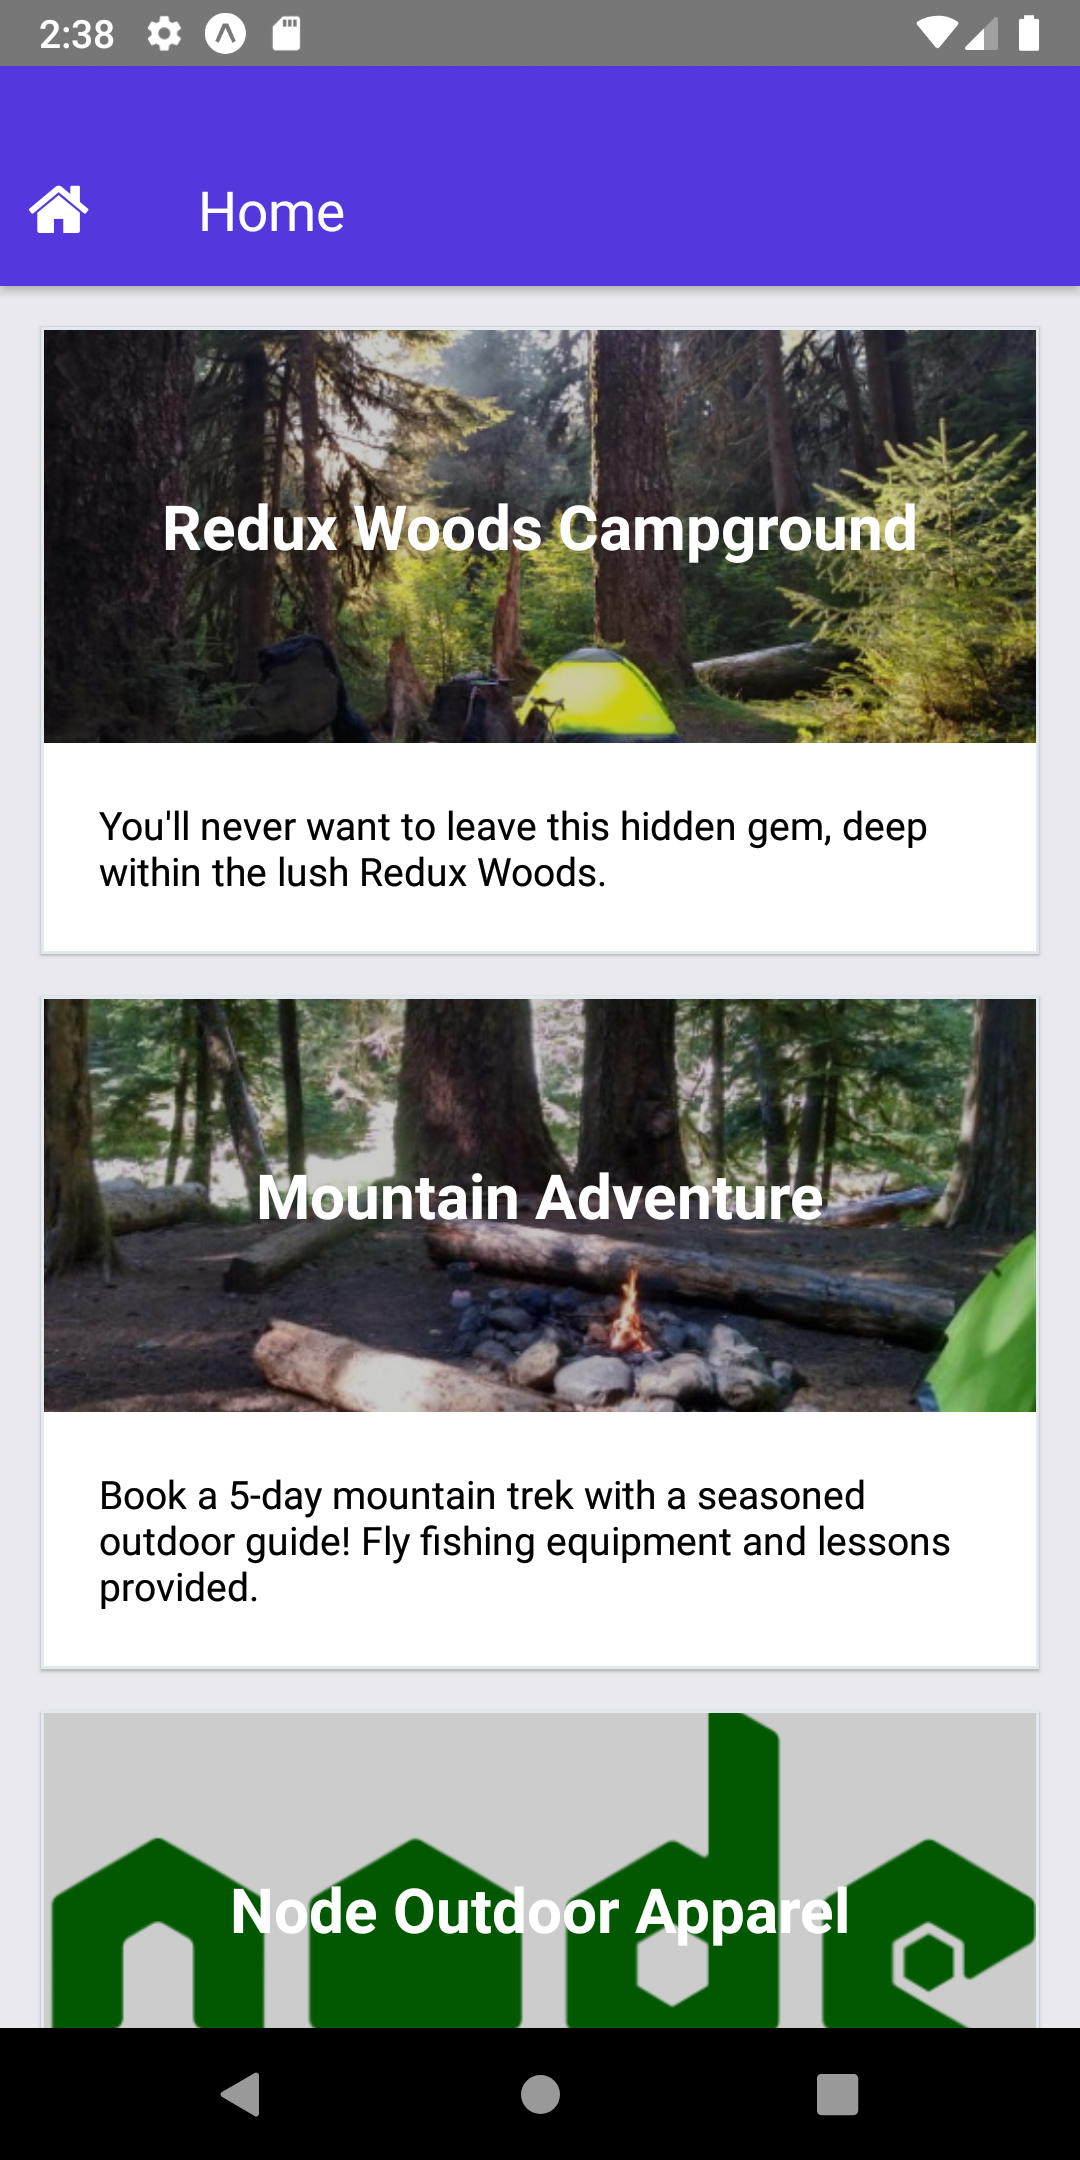 2:38
Home
Redux Woods Campground
You'll never want to leave this hidden gem, deep
within the lush Redux Woods.
Mountain Adventure
Book a 5-day mountain trek with a seasoned
outdoor guide! Fly fishing equipment and lessons
provided.
node
Node Outdoor Apparel